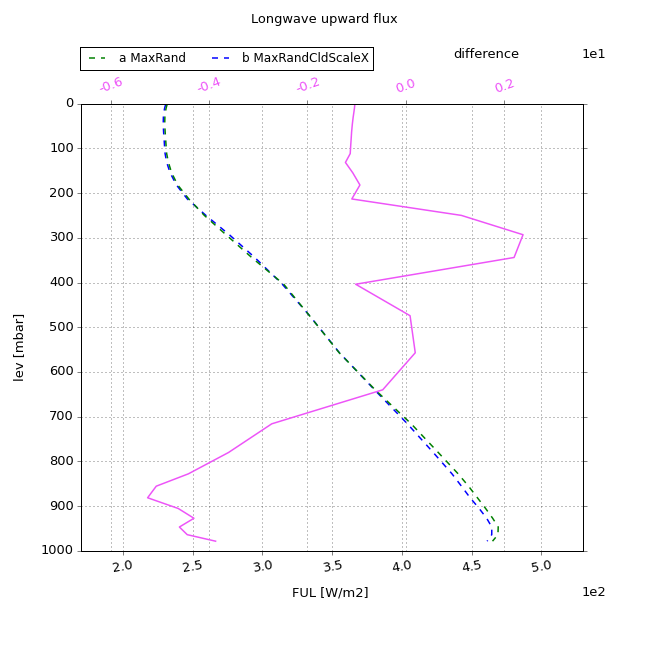 Longwave upward flux
a MaxRand b MaxRandCldScaleX
difference 1e1
-0.6 -0.4 -0.2 0.0 0.2
0
100
200
300
400
500
600
700
800
900
1000
lev [mbar]
2.0 2.5 3.0 3.5 4.0 4.5 5.0
FUL [W/m2] 1e2